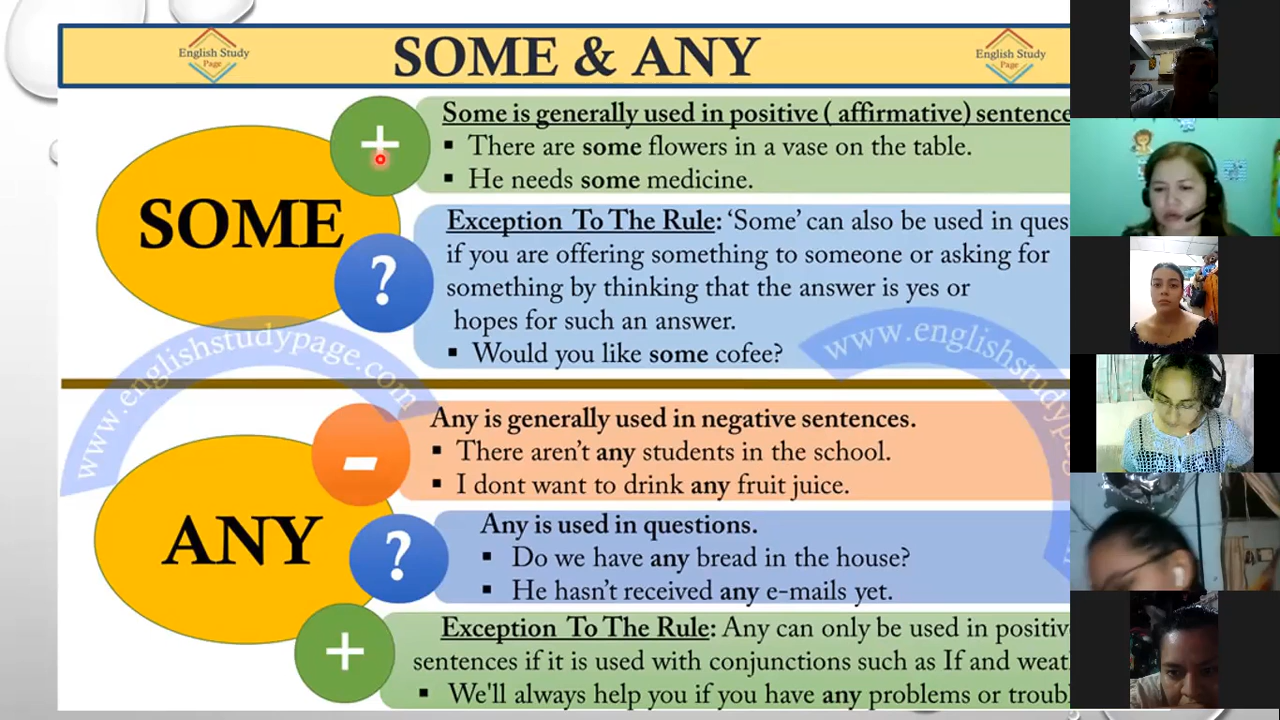 English Study
Page
SOME & ANY
English Study
Page
SOME
+
Some is generally used in positive ( affirmative) sentence
▪ There are some flowers in a vase on the table.
▪ He needs some medicine.
?
Exception To The Rule: ‘Some’ can also be used in ques
if you are offering something to someone or asking for
something by thinking that the answer is yes or
hopes for such an answer.
▪ Would you like some cofee?
www.englishstudypage.com
www.english
ANY
-
Any is generally used in negative sentences.
▪ There aren’t any students in the school.
▪ I dont want to drink any fruit juice.
?
Any is used in questions.
▪ Do we have any bread in the house?
▪ He hasn’t received any e-mails yet.
+
Exception To The Rule: Any can only be used in positiv
sentences if it is used with conjunctions such as If and weat
▪ We'll always help you if you have any problems or troub